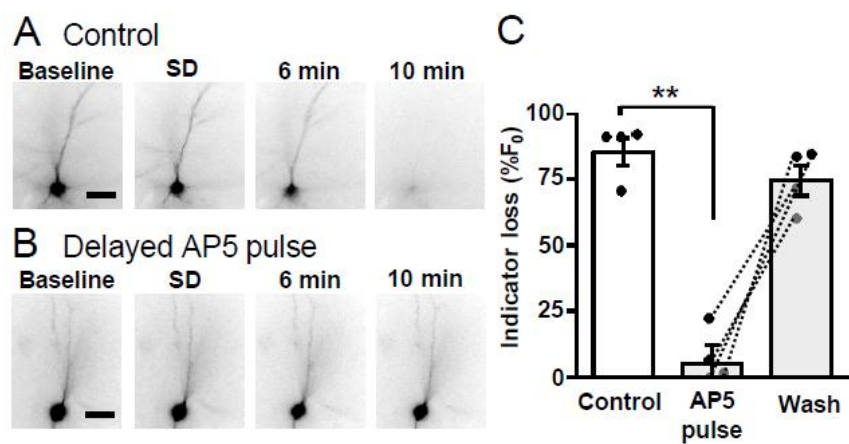 A Control
Baseline SD 6 min 10 min
B Delayed AP5 pulse
Baseline SD 6 min 10 min
C
**
Indicator loss (%F₀)
100
75
50
25
0
Control AP5 pulse Wash